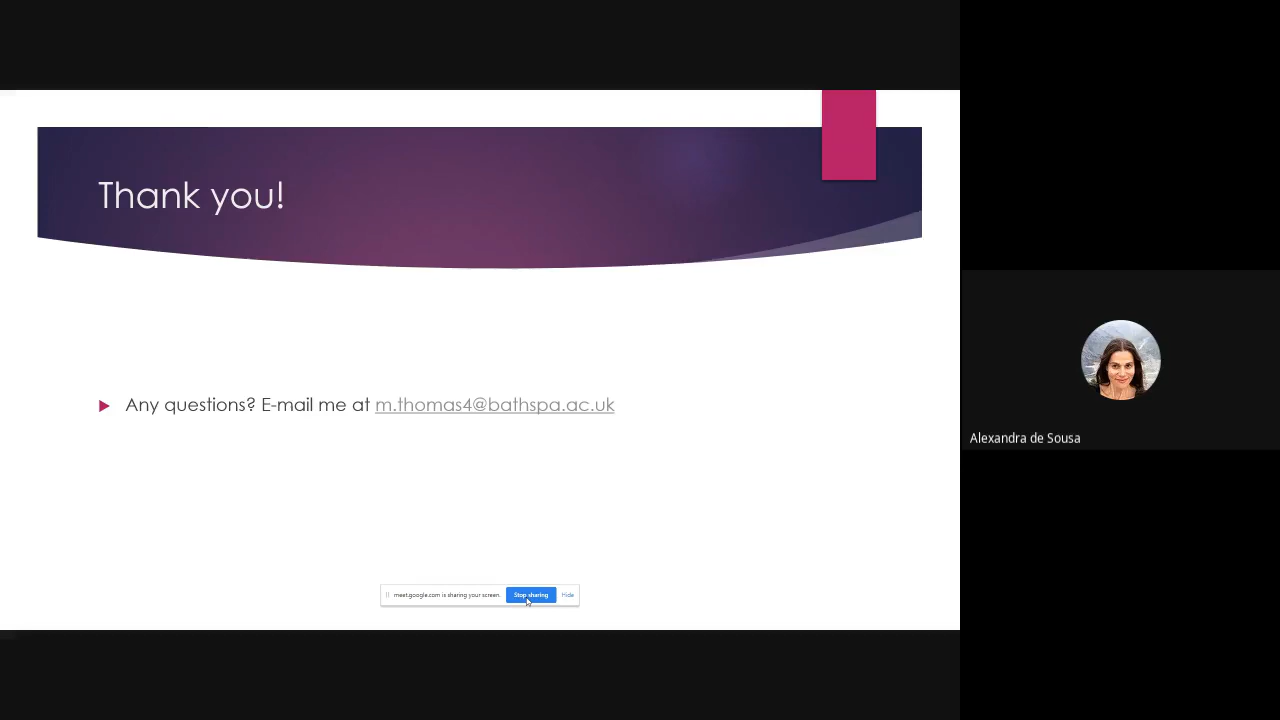 Thank you!
Any questions? E-mail me at m.thomas4@bathspa.ac.uk
Alexandra de Sousa
meet.google.com is sharing your screen. Stop sharing Hide